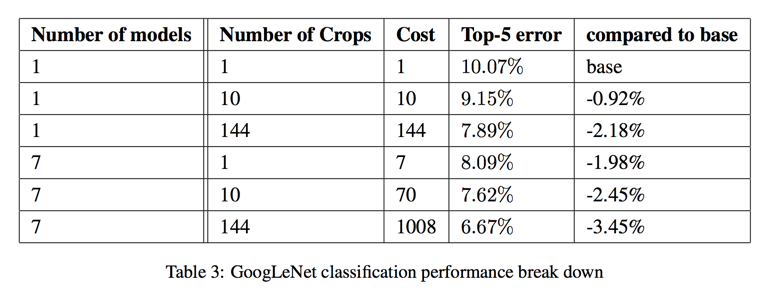 Number of models Number of Crops Cost Top-5 error compared to base
1 1 1 10.07% base
1 10 10 9.15% -0.92%
1 144 144 7.89% -2.18%
7 1 7 8.09% -1.98%
7 10 70 7.62% -2.45%
7 144 1008 6.67% -3.45%
Table 3: GoogLeNet classification performance break down